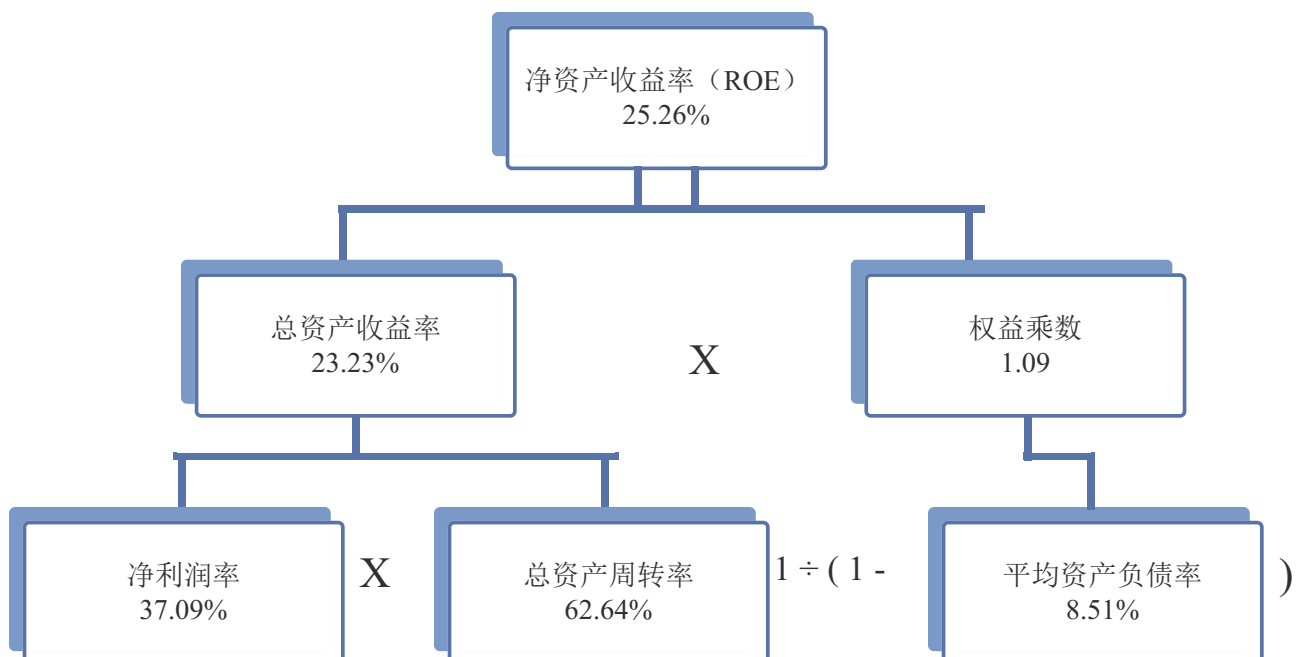 净资产收益率（ROE）
25.26%
总资产收益率
23.23%
X
权益乘数
1.09
净利润率
37.09%
X
总资产周转率
62.64%
1 ÷ ( 1 -
平均资产负债率
8.51%
)